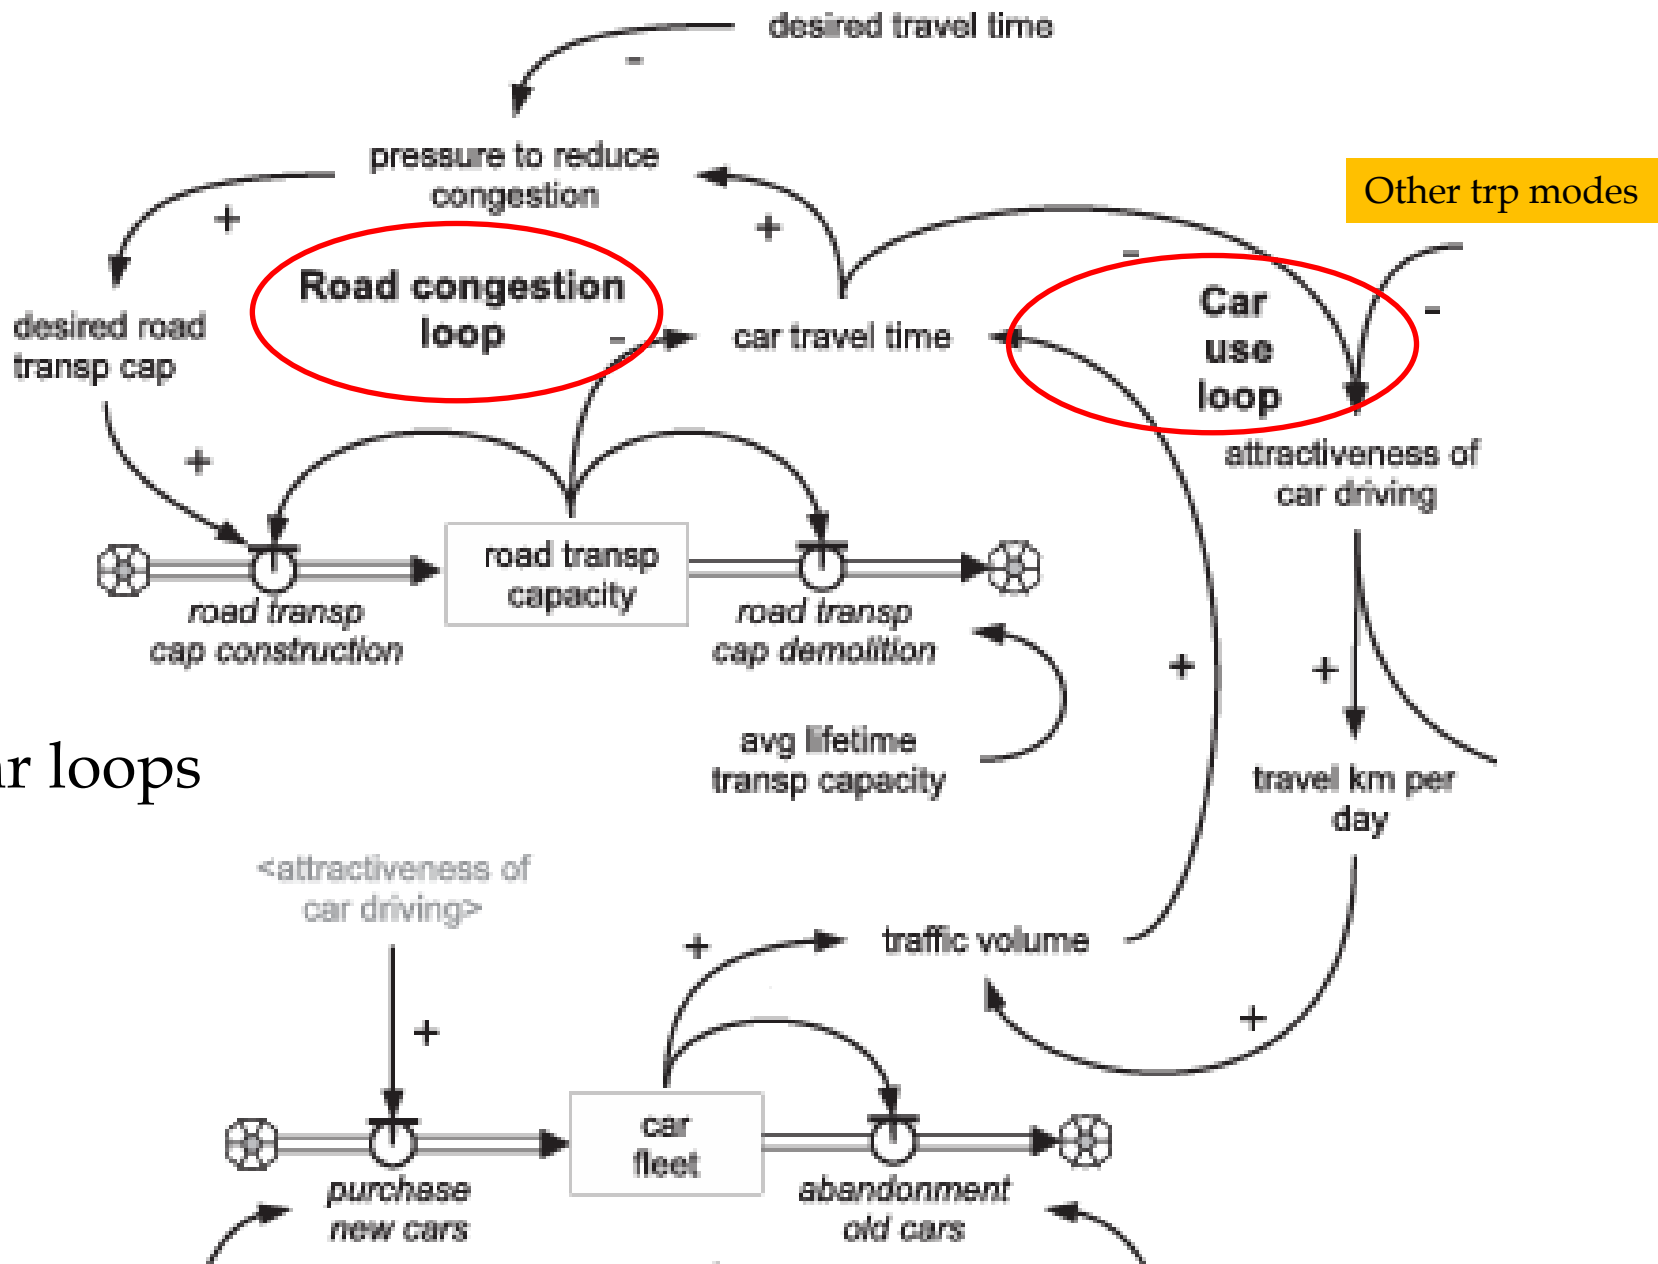 desired travel time
-
pressure to reduce
congestion
Other trp modes
+
+
-
-
Road congestion
loop
Car
use
loop
desired road
transp cap
-
car travel time
+
attractiveness of
car driving
road transp
capacity
road transp
cap construction
road transp
cap demolition
+
+
avg lifetime
transp capacity
travel km per
day
r loops
<attractiveness of
car driving>
+
traffic volume
+
+
car
fleet
purchase
new cars
abandonment
old cars